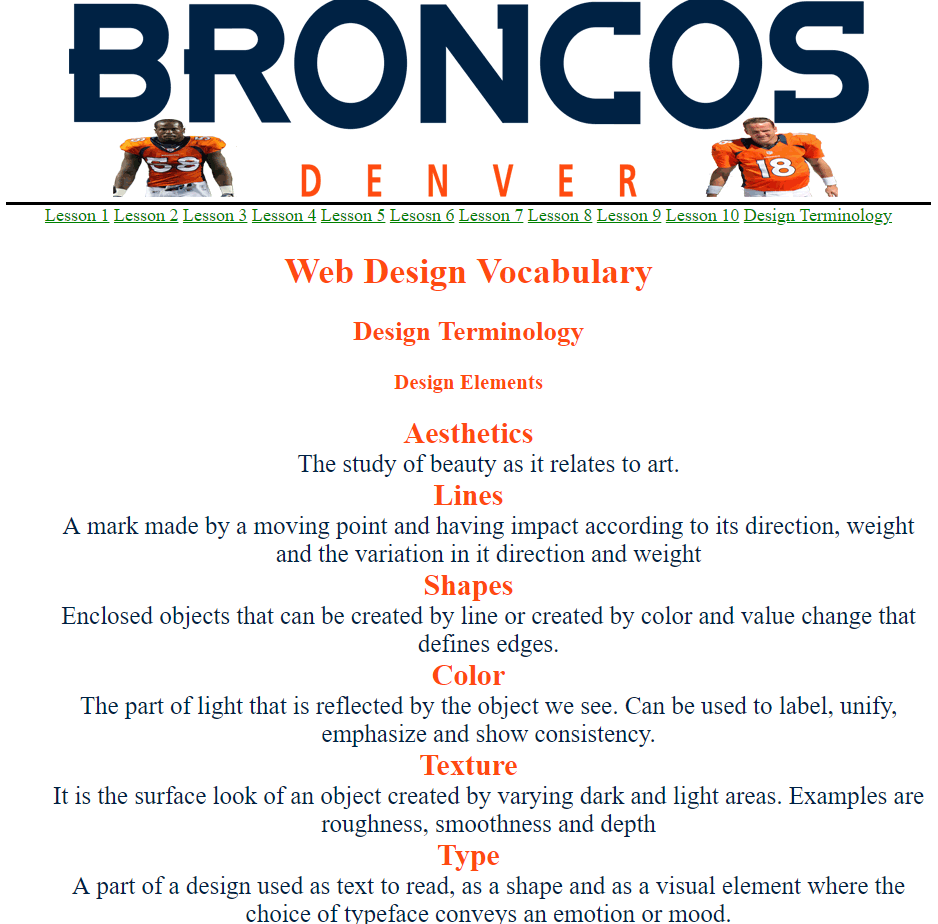 BRONCOS
58
DENVER
18
Lesson 1 Lesson 2 Lesson 3 Lesson 4 Lesson 5 Lesosn 6 Lesson 7 Lesson 8 Lesson 9 Lesson 10 Design Terminology
Web Design Vocabulary
Design Terminology
Design Elements
Aesthetics
The study of beauty as it relates to art.
Lines
A mark made by a moving point and having impact according to its direction, weight
and the variation in it direction and weight
Shapes
Enclosed objects that can be created by line or created by color and value change that
defines edges.
Color
The part of light that is reflected by the object we see. Can be used to label, unify,
emphasize and show consistency.
Texture
It is the surface look of an object created by varying dark and light areas. Examples are
roughness, smoothness and depth
Type
A part of a design used as text to read, as a shape and as a visual element where the
choice of typeface conveys an emotion or mood.